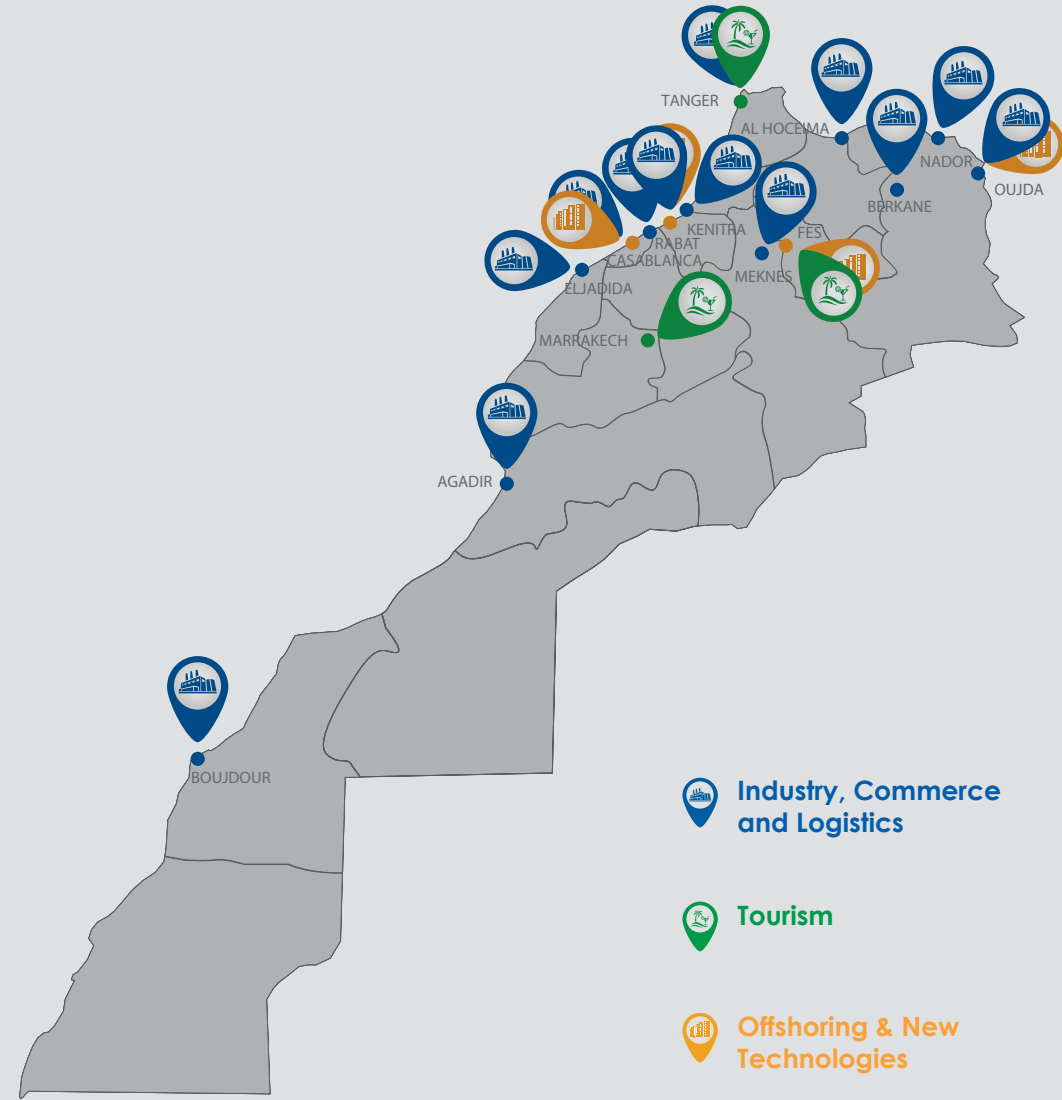 TANGER
AL HOCEIMA
NADOR
OUJDA
BERKANE
KENITRA
RABAT
FES
CASABLANCA
MEKNES
ELJADIDA
MARRAKECH
AGADIR
BOUJDOUR
Industry, Commerce
and Logistics
Tourism
Offshoring & New
Technologies